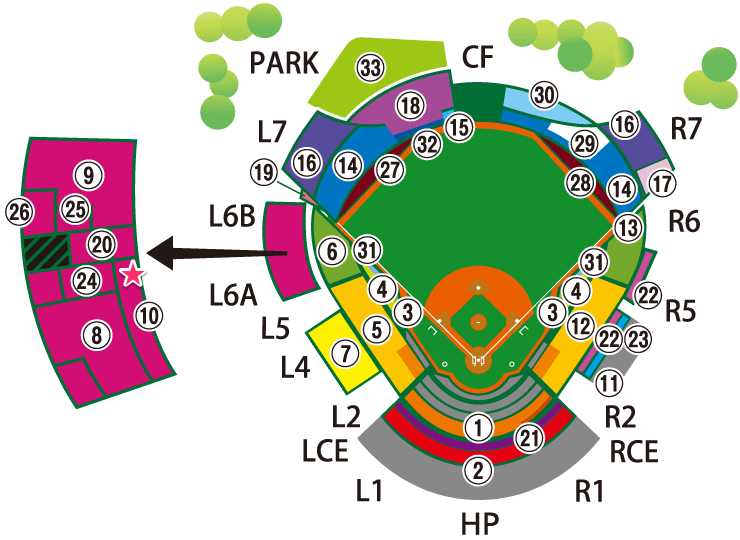 PARK
CF
㉝
⑱
㉚
L7
⑮
⑯
R7
㉜
㉙
⑯
⑭
㉗
⑨
⑲
㉘
⑭
⑰
㉖
㉕
L6B
⑬
R6
⑳
⑥
㉛
㉛
㉔
L6A
④
④
㉒
⑩
③
③
R5
⑧
L5
⑤
⑫
㉒
㉓
L4
⑦
⑪
L2
R2
①
㉑
LCE
RCE
②
L1
R1
HP